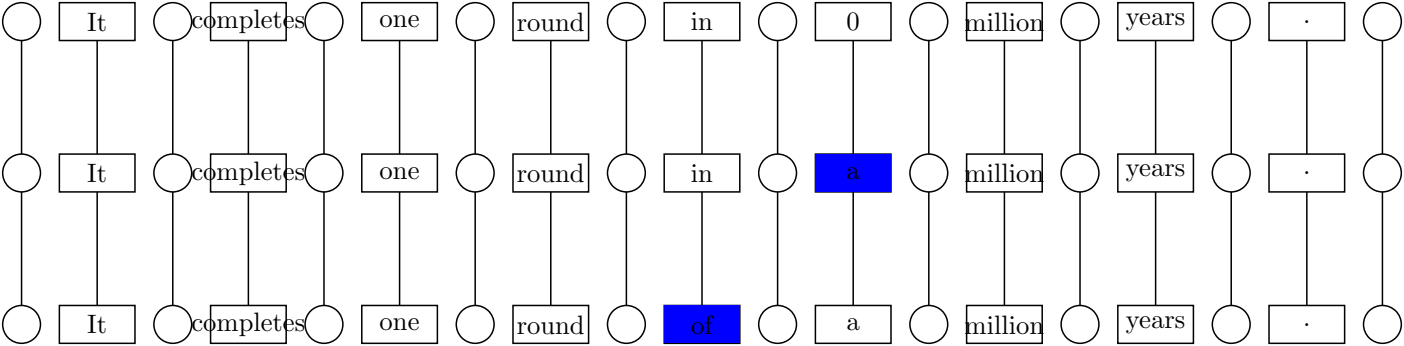 It completes one round in 0 million years .
It completes one round in a million years .
It completes one round of a million years .